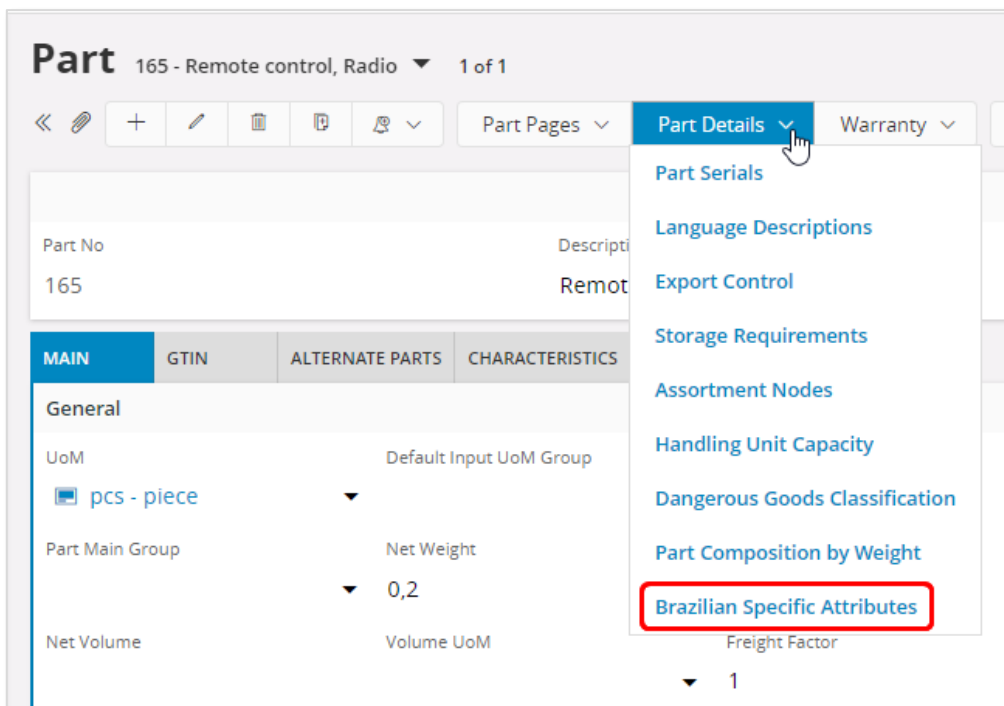 Part 165 - Remote control, Radio 1 of 1
Part Pages Part Details Warranty
Part Serials
Part No Descripti Language Descriptions
165 Remot Export Control
Storage Requirements
MAIN GTIN ALTERNATE PARTS CHARACTERISTICS
Assortment Nodes
General
Handling Unit Capacity
UoM Default Input UoM Group
pcs - piece Dangerous Goods Classification
Part Main Group Net Weight Part Composition by Weight
0,2
Brazilian Specific Attributes
Net Volume Volume UoM Freight Factor
1